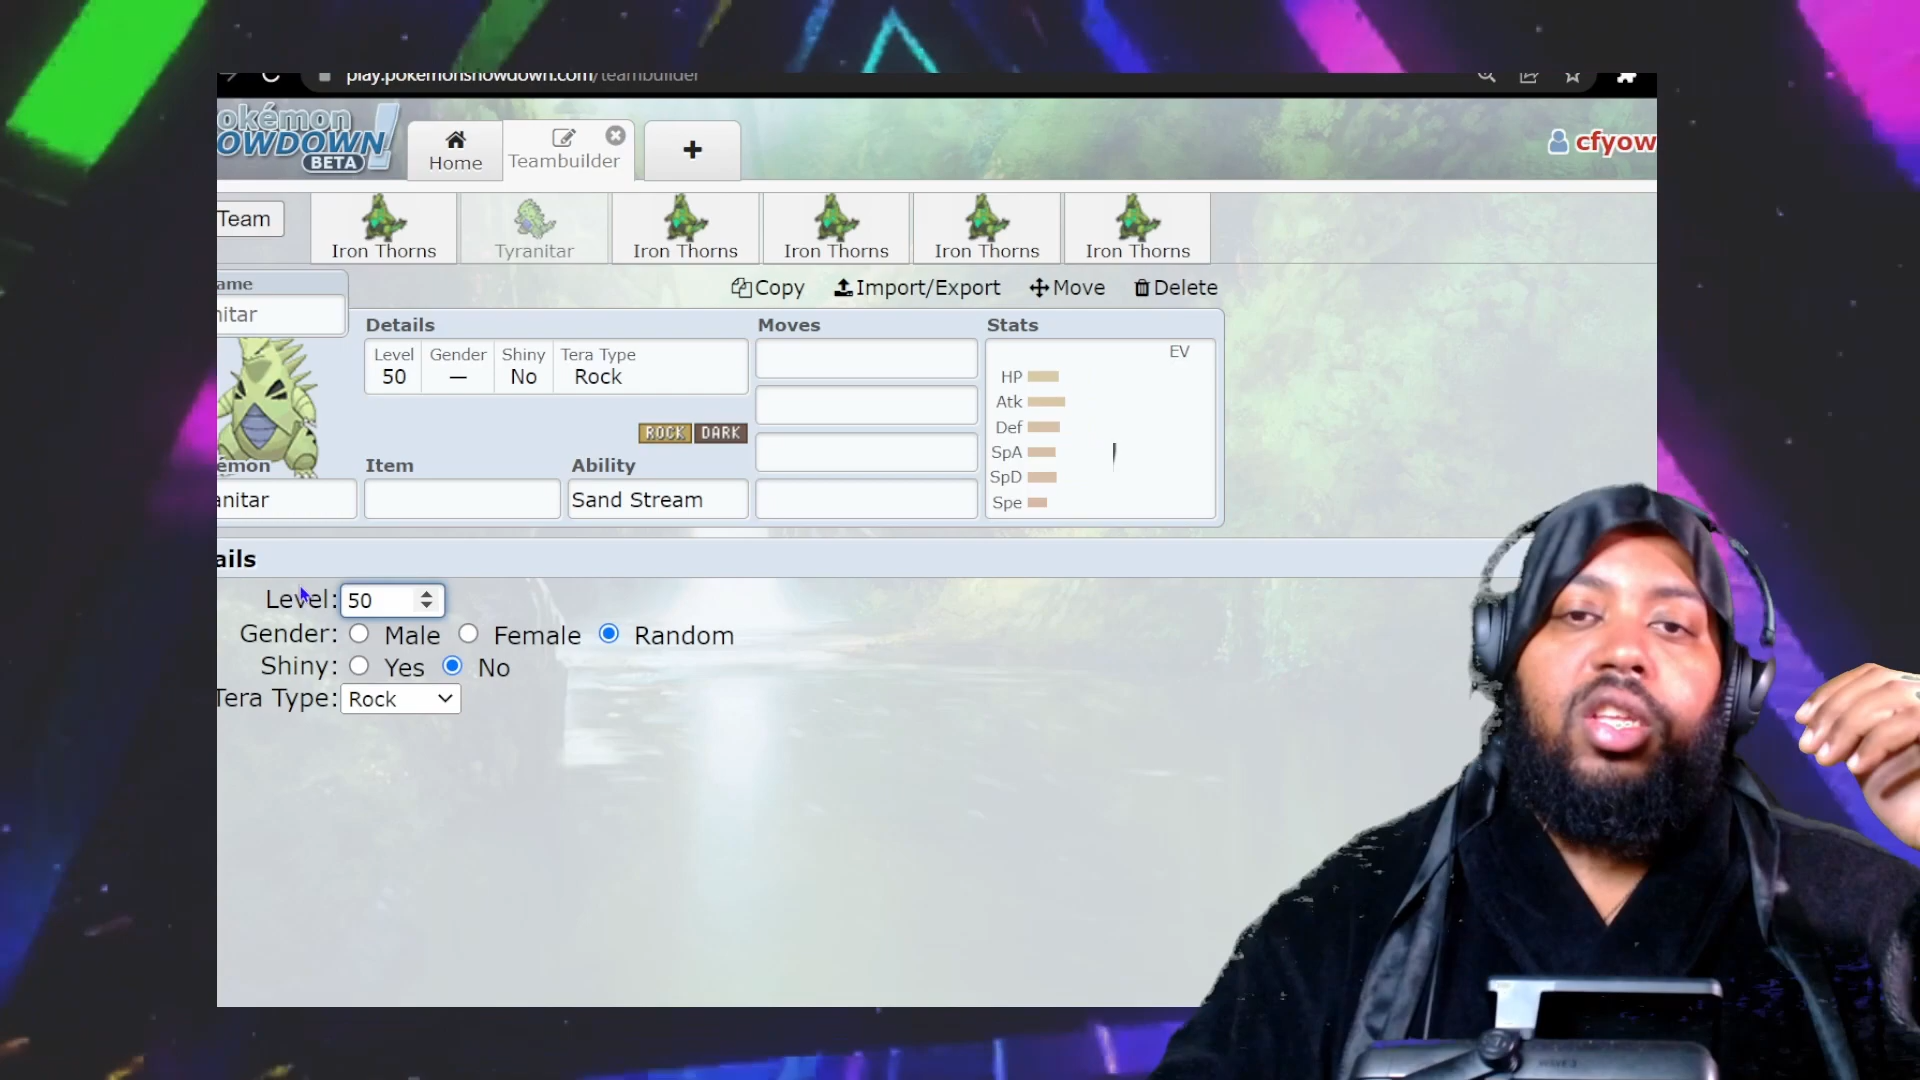 play.pokemonshowdown.com/teambuilder
okémon
OWDOWN!
BETA
Home
Teambuilder
+
cfyow
Team
Iron Thorns
Tyranitar
Iron Thorns
Iron Thorns
Iron Thorns
Iron Thorns
ame
nitar
Copy
Import/Export
Move
Delete
Details
Moves
Stats
Level
Gender
Shiny
Tera Type
50
—
No
Rock
EV
HP
Atk
Def
SpA
SpD
Spe
ROCK
DARK
émon
Item
Ability
anitar
Sand Stream
ails
Level: 50
Gender: Male Female Random
Shiny: Yes No
Tera Type: Rock